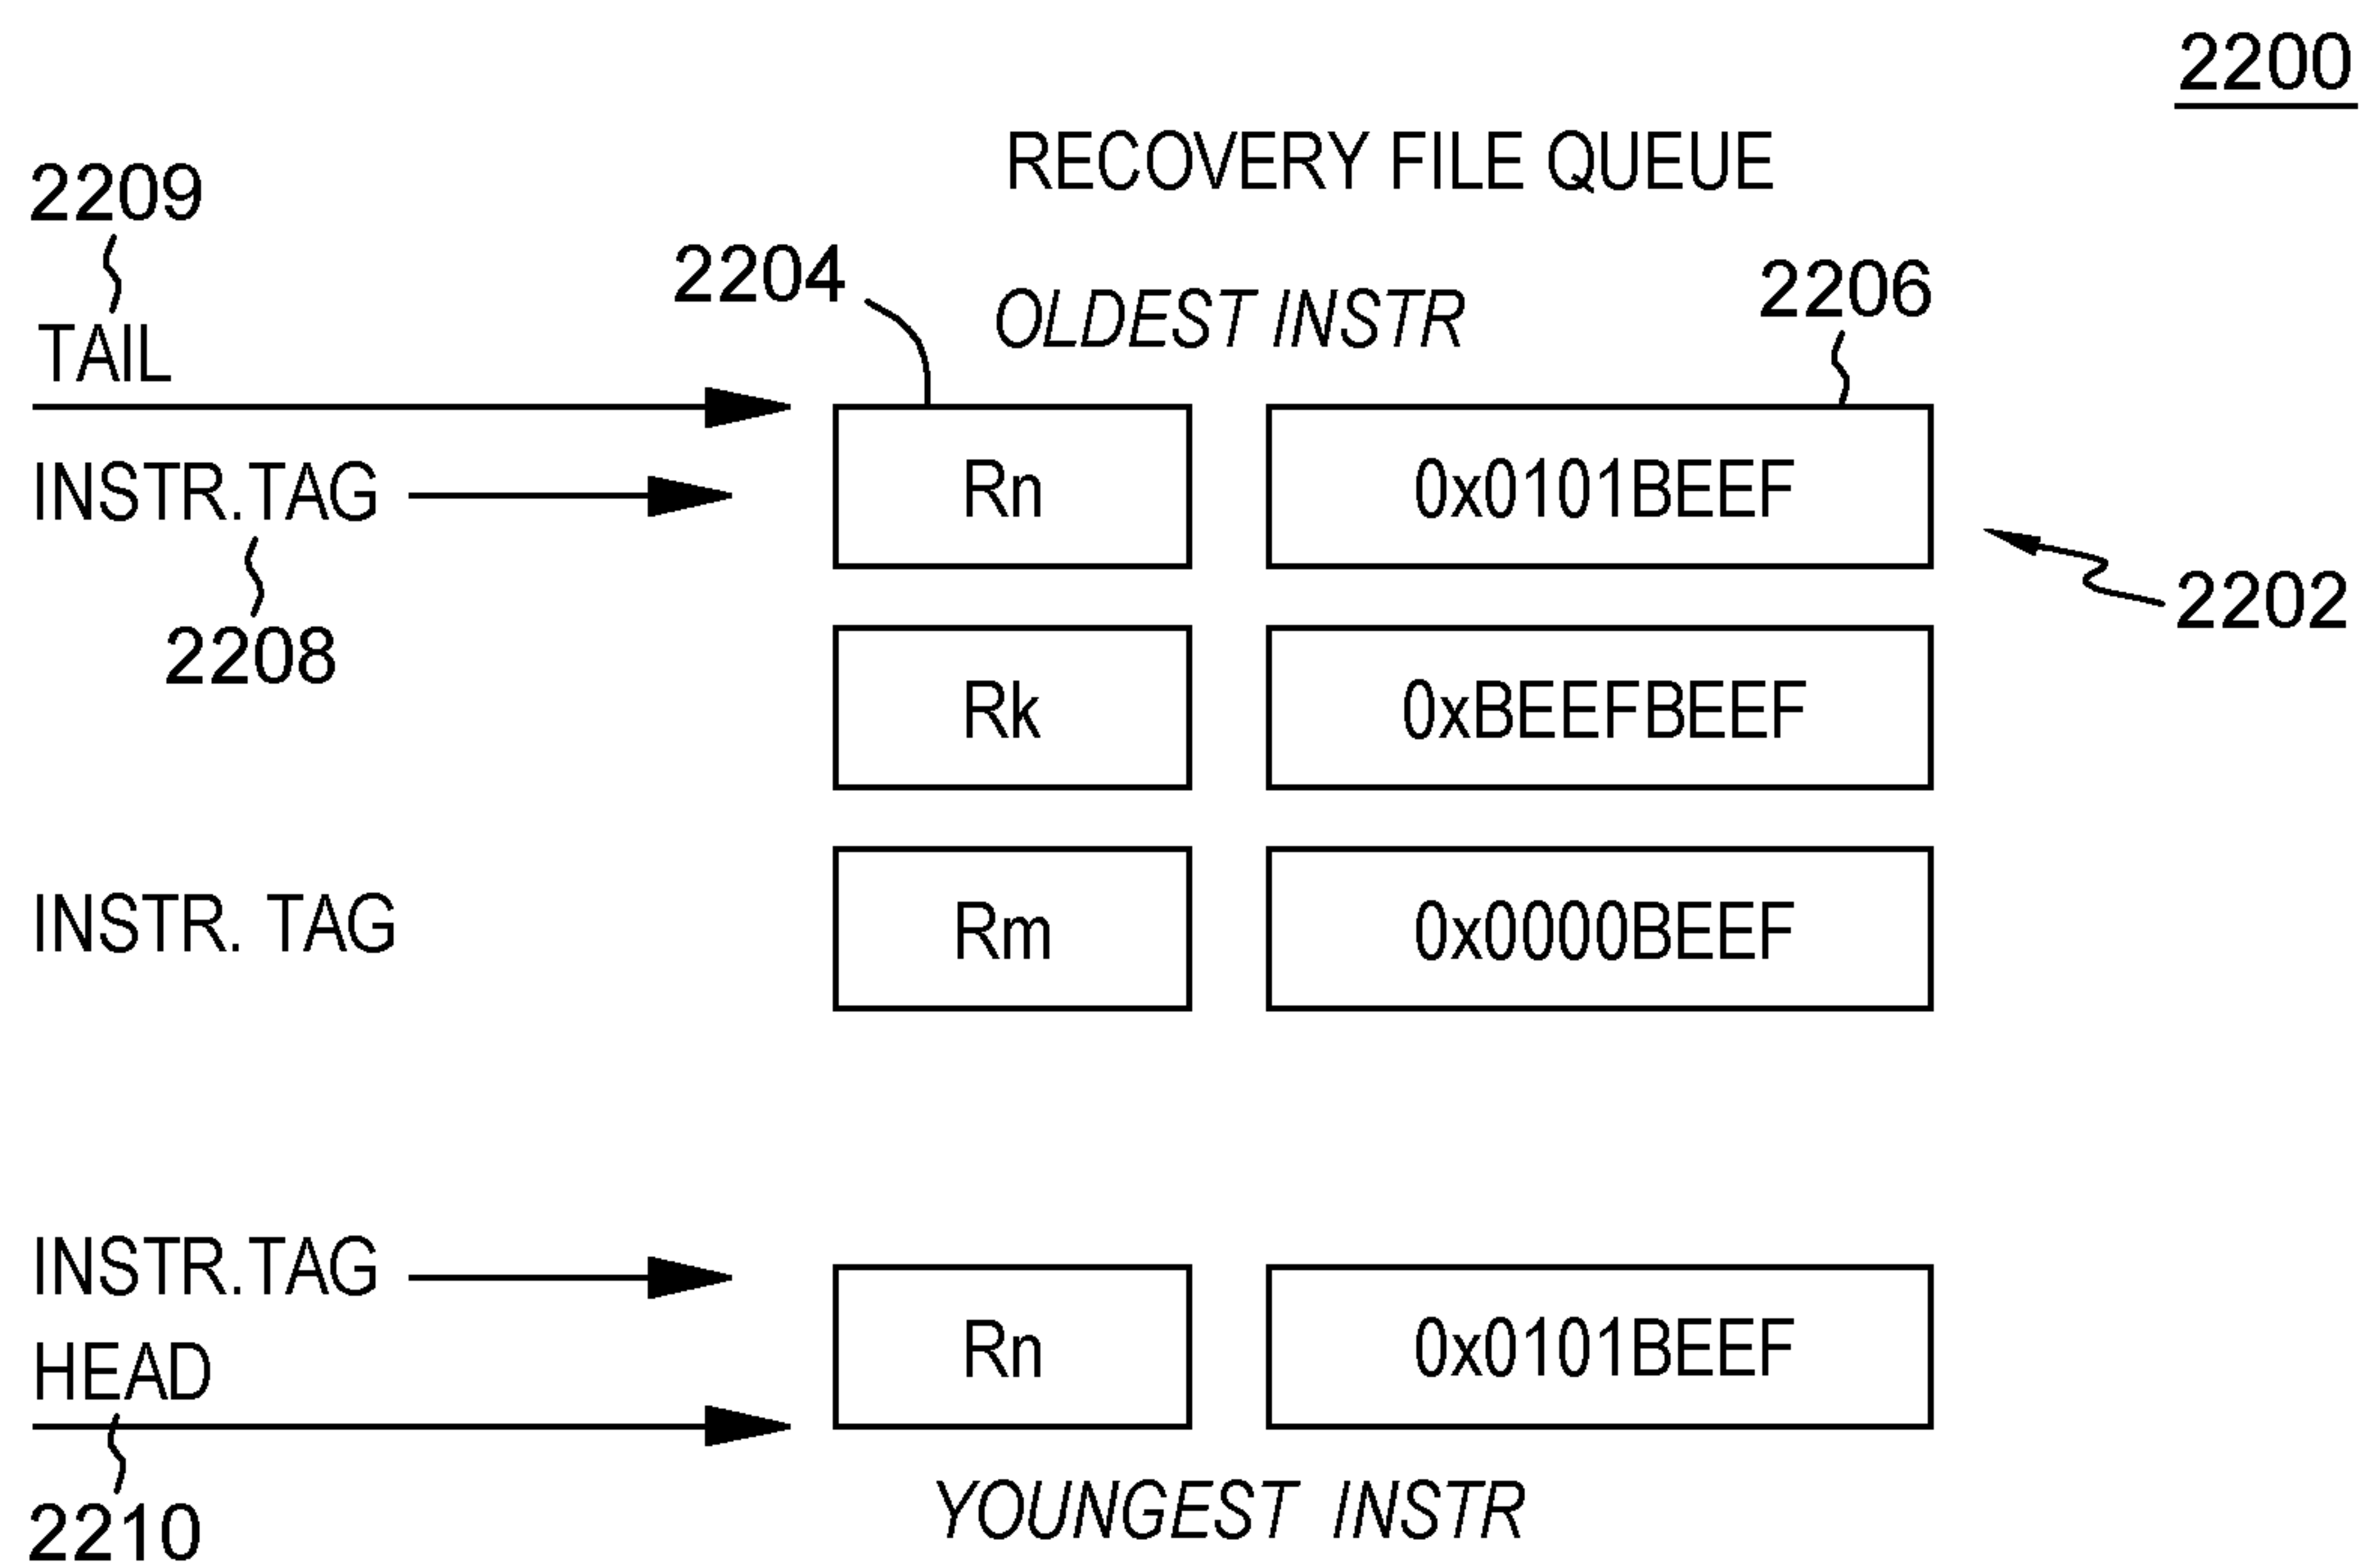 2200
RECOVERY FILE QUEUE
2209
2204
OLDEST INSTR
2206
TAIL
INSTR.TAG
Rn
0x0101BEEF
2202
2208
Rk
0xBEEFBEEF
INSTR. TAG
Rm
0x0000BEEF
INSTR.TAG
HEAD
Rn
0x0101BEEF
2210
YOUNGEST INSTR